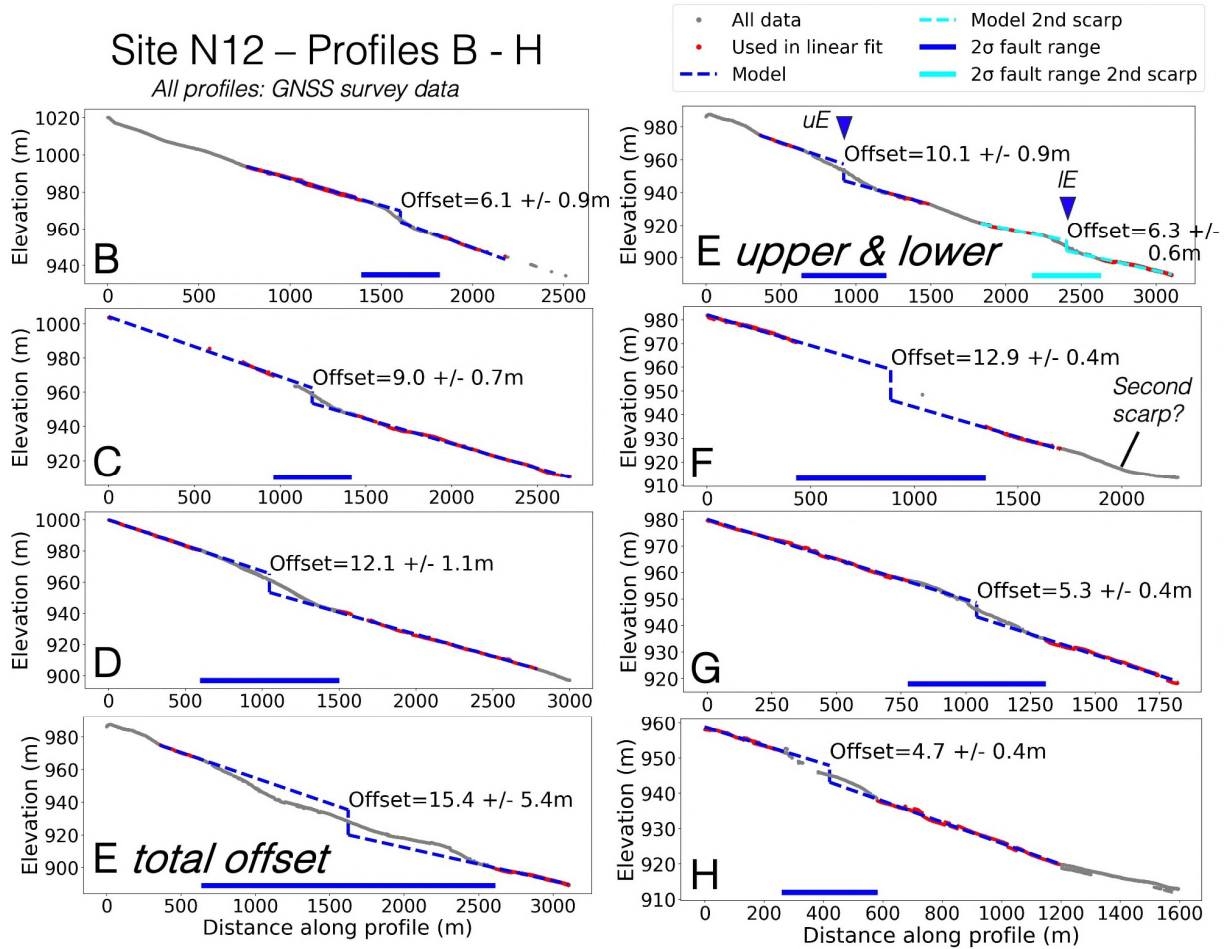 Site N12 – Profiles B - H
All profiles: GNSS survey data
All data
Used in linear fit
Model
Model 2nd scarp
2σ fault range
2σ fault range 2nd scarp
Elevation (m)
1020
1000
980
960
940
Offset=6.1 +/- 0.9m
B
0 500 1000 1500 2000 2500
Elevation (m)
980
960
940
920
900
uE
Offset=10.1 +/- 0.9m
lE
Offset=6.3 +/-
0.6m
E upper & lower
0 500 1000 1500 2000 2500 3000
Elevation (m)
1000
980
960
940
920
Offset=9.0 +/- 0.7m
C
0 500 1000 1500 2000 2500
Elevation (m)
980
970
960
950
940
930
920
910
Offset=12.9 +/- 0.4m
Second
scarp?
F
0 500 1000 1500 2000
Elevation (m)
1000
980
960
940
920
900
Offset=12.1 +/- 1.1m
D
0 500 1000 1500 2000 2500 3000
Elevation (m)
980
970
960
950
940
930
920
Offset=5.3 +/- 0.4m
G
0 250 500 750 1000 1250 1500 1750
Elevation (m)
980
960
940
920
900
Offset=15.4 +/- 5.4m
E total offset
0 500 1000 1500 2000 2500 3000
Distance along profile (m)
Elevation (m)
960
950
940
930
920
910
Offset=4.7 +/- 0.4m
H
0 200 400 600 800 1000 1200 1400 1600
Distance along profile (m)